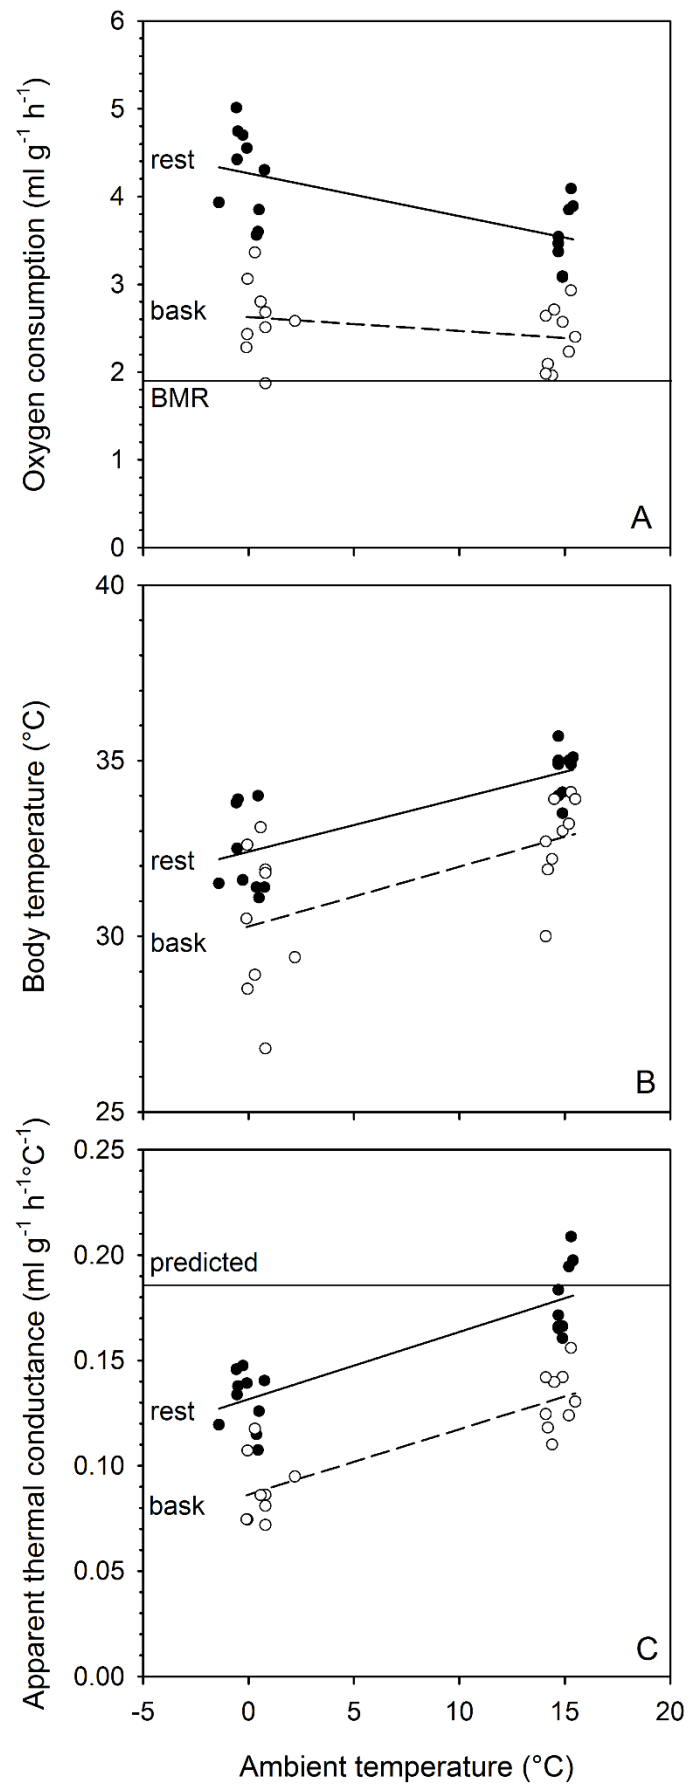 Oxygen consumption (ml g-1 h-1)
6
5
4
3
2
1
0
rest
bask
BMR
A
Body temperature (°C)
40
35
30
25
rest
bask
B
Apparent thermal conductance (ml g-1 h-1°C-1)
0.25
0.20
0.15
0.10
0.05
0.00
predicted
rest
bask
C
-5 0 5 10 15 20
Ambient temperature (°C)